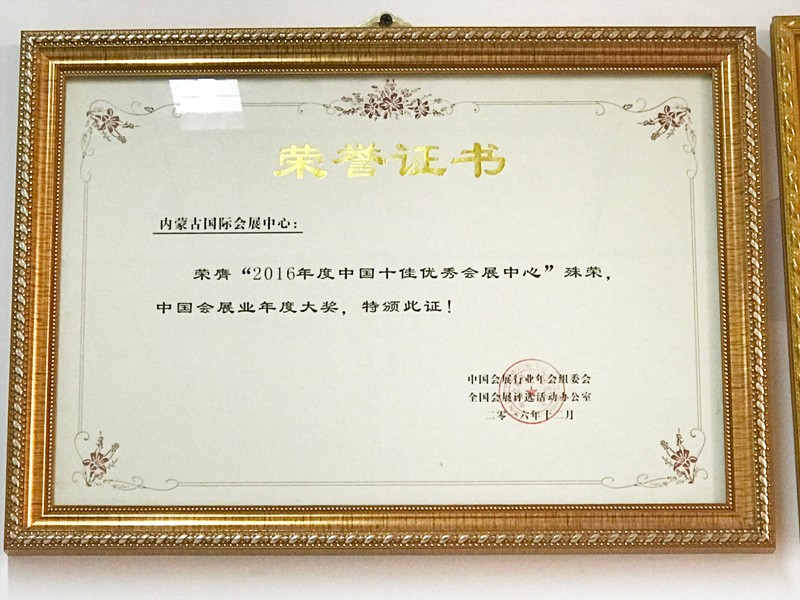 荣誉证书
内蒙古国际会展中心：
荣膺“2016年度中国十佳优秀会展中心”殊荣，
中国会展业年度大奖，特颁此证！
中国会展行业年会组委会
全国会展评选活动办公室
二零一六年十二月